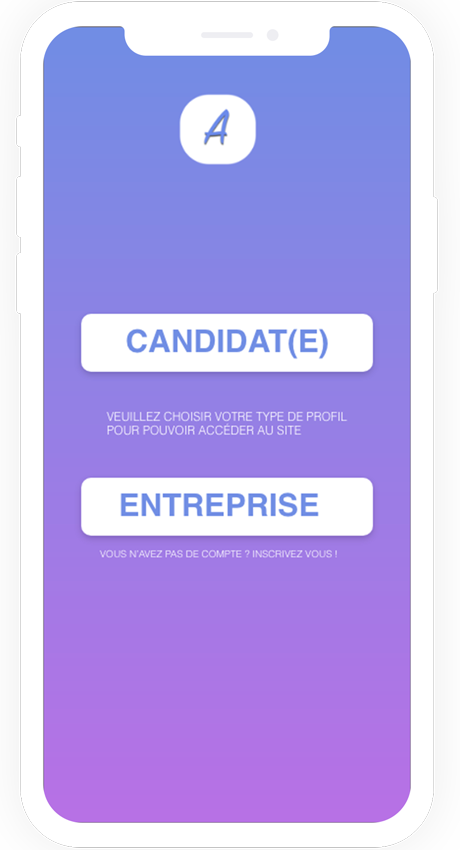 A
CANDIDAT(E)
VEUILLEZ CHOISIR VOTRE TYPE DE PROFIL
POUR POUVOIR ACCÉDER AU SITE
ENTREPRISE
VOUS N'AVEZ PAS DE COMPTE ? INSCRIVEZ VOUS !